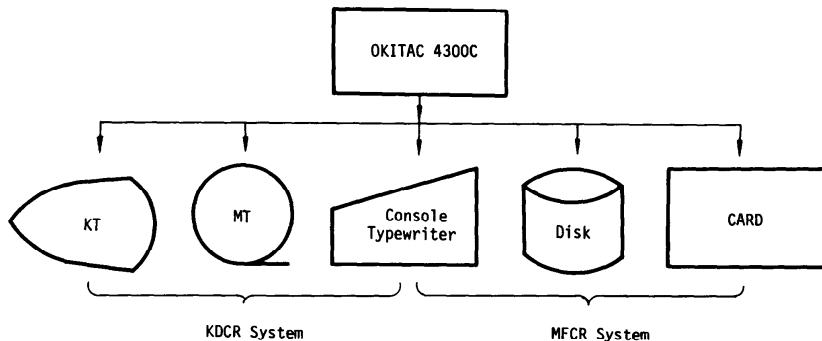 OKITAC 4300C
KT
MT
Console
Typewriter
Disk
CARD
KDCR System
MFCR System